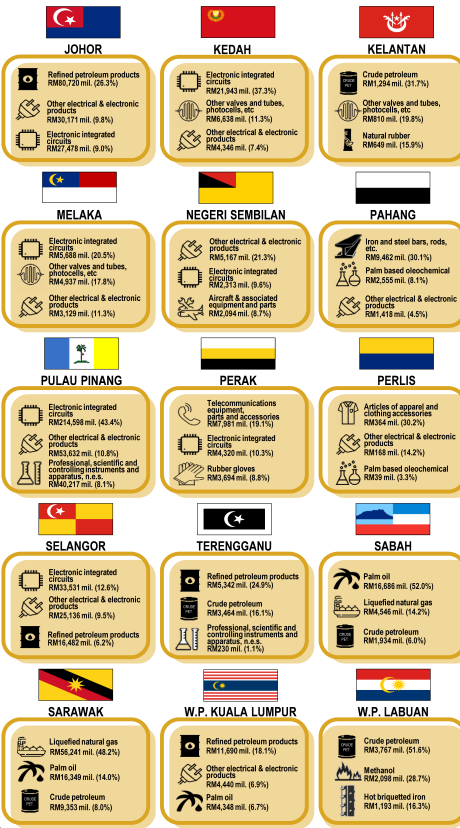 JOHOR
Refined petroleum products
RM80,720 mil. (26.3%)
Other electrical & electronic
products
RM30,171 mil. (9.8%)
Electronic integrated
circuits
RM27,478 mil. (9.0%)
KEDAH
Electronic integrated
circuits
RM21,943 mil. (37.3%)
Other valves and tubes,
photocells, etc
RM6,638 mil. (11.3%)
Other electrical & electronic
products
RM4,346 mil. (7.4%)
KELANTAN
CRUDE
PET
Crude petroleum
RM1,294 mil. (31.7%)
Other valves and tubes,
photocells, etc
RM810 mil. (19.8%)
Natural rubber
RM649 mil. (15.9%)
MELAKA
Electronic integrated
circuits
RM5,688 mil. (20.5%)
Other valves and tubes,
photocells, etc
RM4,937 mil. (17.8%)
Other electrical & electronic
products
RM3,129 mil. (11.3%)
NEGERI SEMBILAN
Other electrical & electronic
products
RM5,167 mil. (21.3%)
Electronic integrated
circuits
RM2,313 mil. (9.6%)
Aircraft & associated
equipment and parts
RM2,094 mil. (8.7%)
PAHANG
Iron and steel bars, rods,
etc.
RM9,462 mil. (30.1%)
Palm based oleochemical
RM2,555 mil. (8.1%)
Other electrical & electronic
products
RM1,418 mil. (4.5%)
PULAU PINANG
Electronic integrated
circuits
RM214,598 mil. (43.4%)
Other electrical & electronic
products
RM53,632 mil. (10.8%)
Professional, scientific and
controlling instruments and
apparatus, n.e.s.
RM40,217 mil. (8.1%)
PERAK
Telecommunications
equipment,
parts and accessories
RM7,981 mil. (19.1%)
Electronic integrated
circuits
RM4,320 mil. (10.3%)
Rubber gloves
RM3,694 mil. (8.8%)
PERLIS
Articles of apparel and
clothing accessories
RM364 mil. (30.2%)
Other electrical & electronic
products
RM168 mil. (14.2%)
Palm based oleochemical
RM39 mil. (3.3%)
SELANGOR
Electronic integrated
circuits
RM33,531 mil. (12.6%)
Other electrical & electronic
products
RM25,136 mil. (9.5%)
Refined petroleum products
RM16,482 mil. (6.2%)
TERENGGANU
Refined petroleum products
RM5,342 mil. (24.9%)
CRUDE
PET
Crude petroleum
RM3,464 mil. (16.1%)
Professional, scientific and
controlling instruments and
apparatus, n.e.s.
RM230 mil. (1.1%)
SABAH
Palm oil
RM16,686 mil. (52.0%)
Liquefied natural gas
RM4,546 mil. (14.2%)
CRUDE
PET
Crude petroleum
RM1,934 mil. (6.0%)
SARAWAK
Liquefied natural gas
RM56,241 mil. (48.2%)
Palm oil
RM16,349 mil. (14.0%)
CRUDE
PET
Crude petroleum
RM9,353 mil. (8.0%)
W.P. KUALA LUMPUR
Refined petroleum products
RM11,690 mil. (18.1%)
Other electrical & electronic
products
RM4,440 mil. (6.9%)
Palm oil
RM4,348 mil. (6.7%)
W.P. LABUAN
CRUDE
PET
Crude petroleum
RM3,767 mil. (51.6%)
Methanol
RM2,098 mil. (28.7%)
Hot briquetted iron
RM1,193 mil. (16.3%)